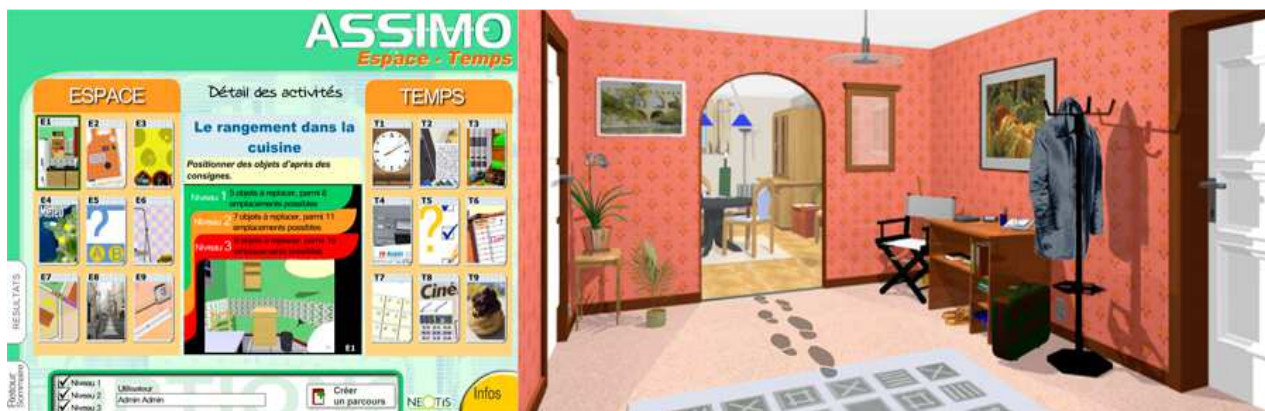 ASSIMO
Espace - Temps
ESPACE
Détail des activités
TEMPS
E1
E2
E3
Le rangement dans la
cuisine
Positionner des objets d'après des
consignes.
T1
T2
T3
Niveau 1
5 objets à replacer, parmi 6
emplacements possibles
Niveau 2
7 objets à replacer, parmi 11
emplacements possibles
Niveau 3
E4
E5
E6
METEO
A B
T4
T5
T6
E7
E8
E9
E1
T7
T8
T9
Ciné
RESULTATS
Retour
Sommaire
Niveau 1
Niveau 2
Niveau 3
Utilisateur
Admin Admin
Créer
un parcours
NEOTIS
Infos